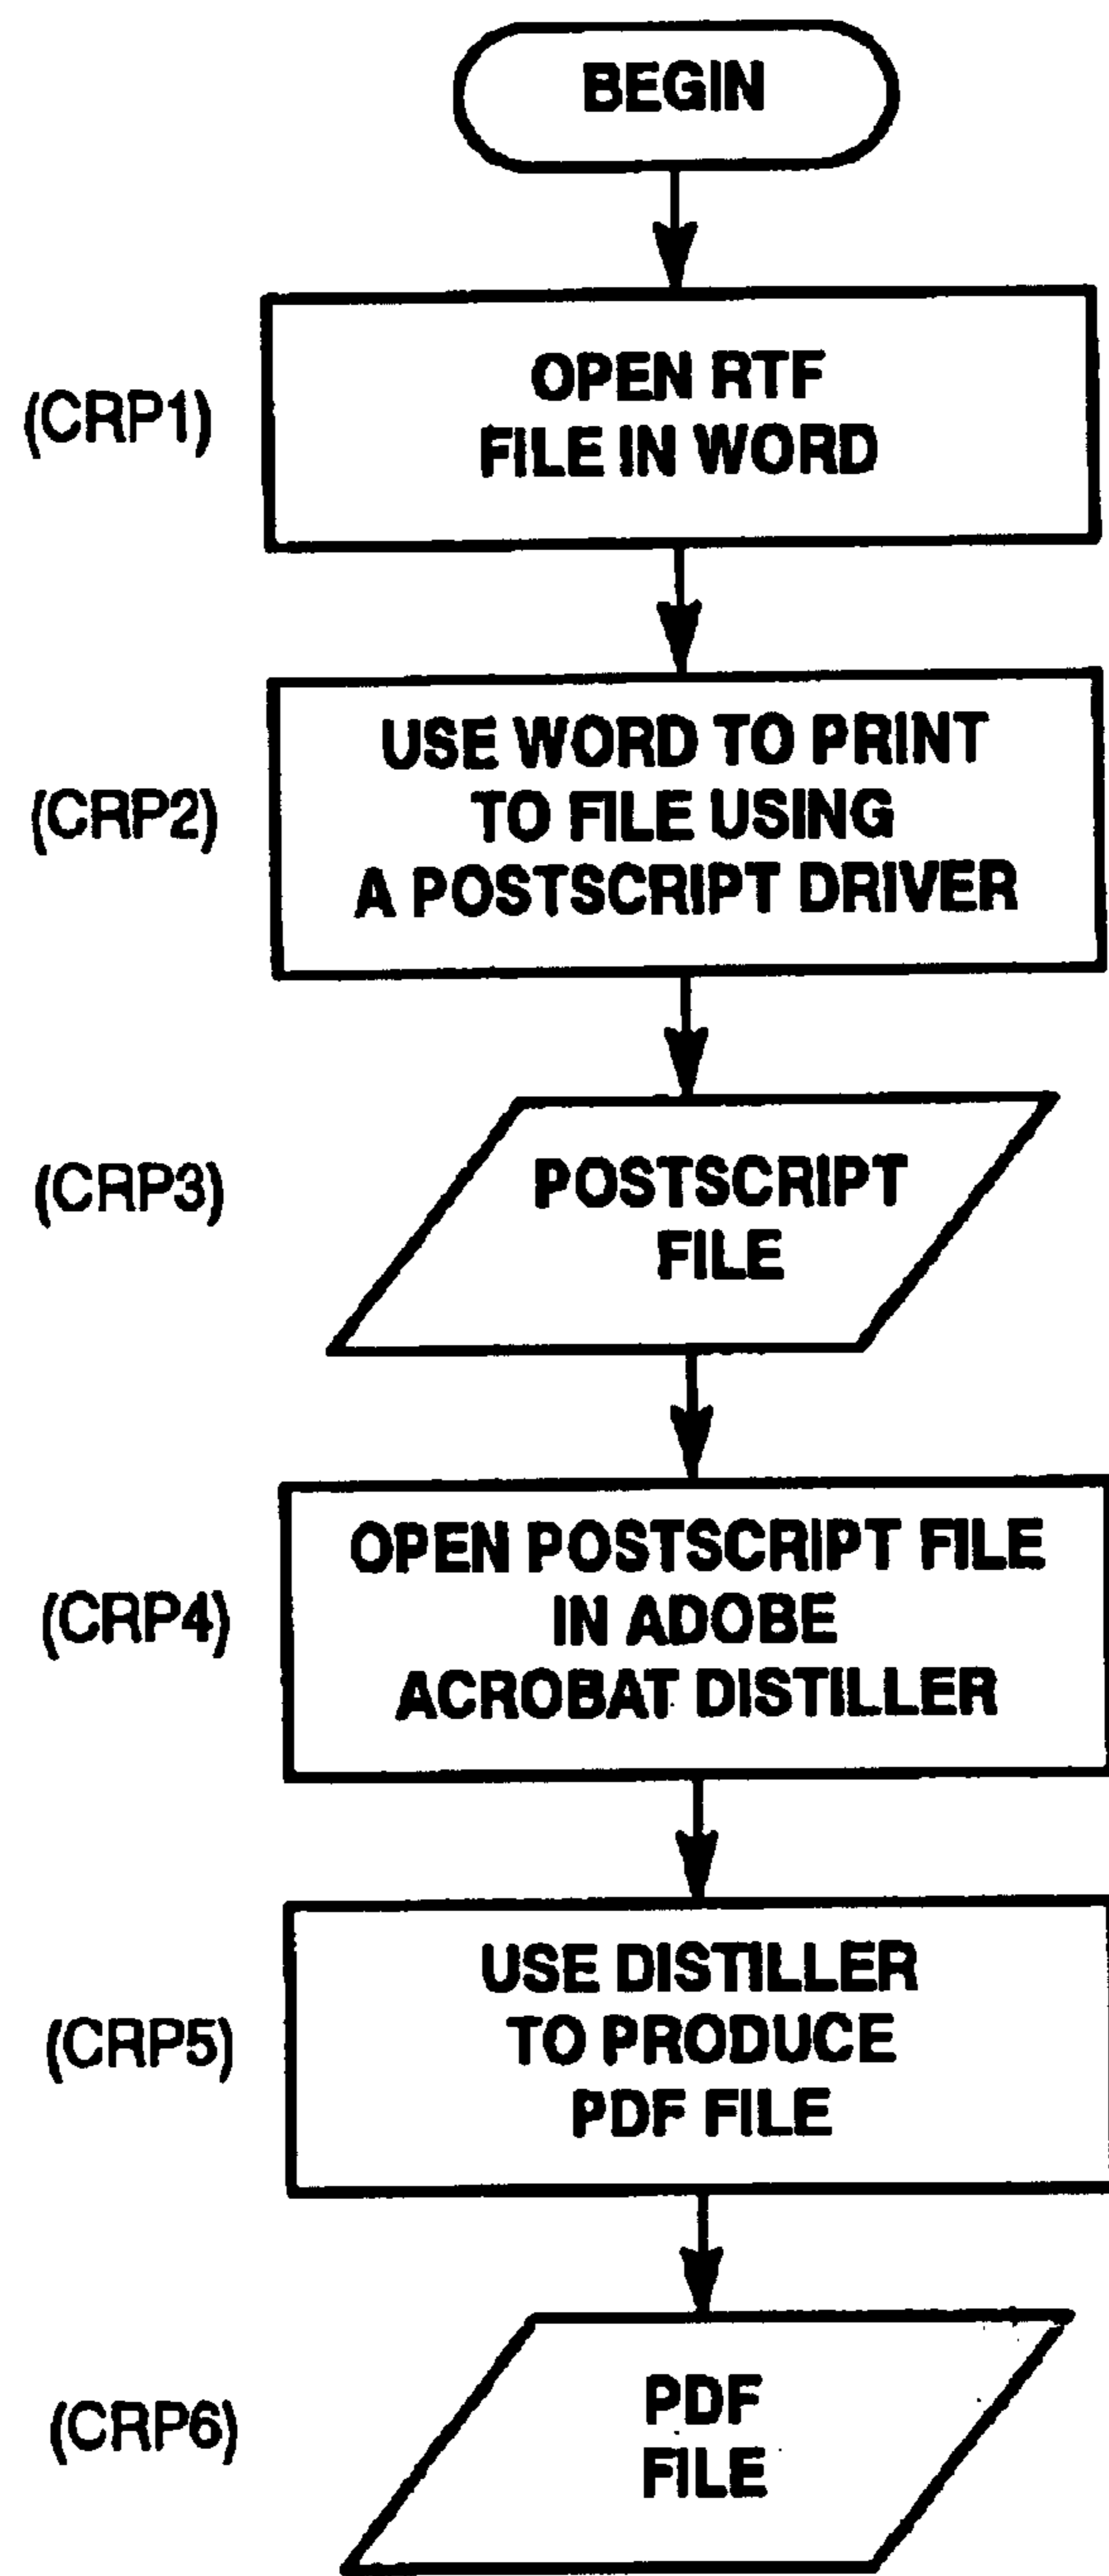 BEGIN
(CRP1)
OPEN RTF
FILE IN WORD
(CRP2)
USE WORD TO PRINT
TO FILE USING
A POSTSCRIPT DRIVER
(CRP3)
POSTSCRIPT
FILE
(CRP4)
OPEN POSTSCRIPT FILE
IN ADOBE
ACROBAT DISTILLER
(CRP5)
USE DISTILLER
TO PRODUCE
PDF FILE
(CRP6)
PDF
FILE